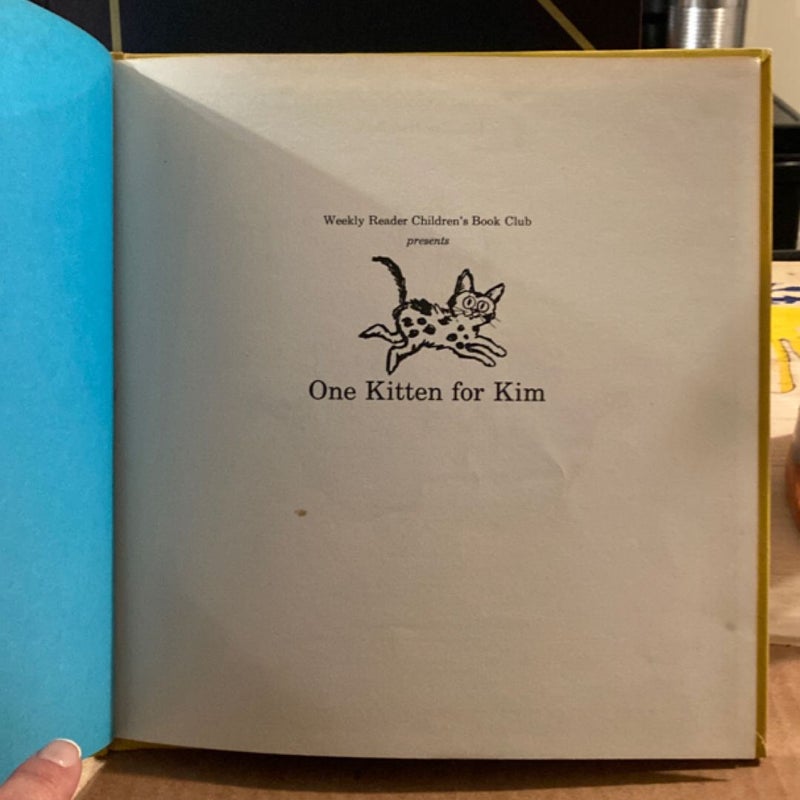 Weekly Reader Children's Book Club
presents
One Kitten for Kim